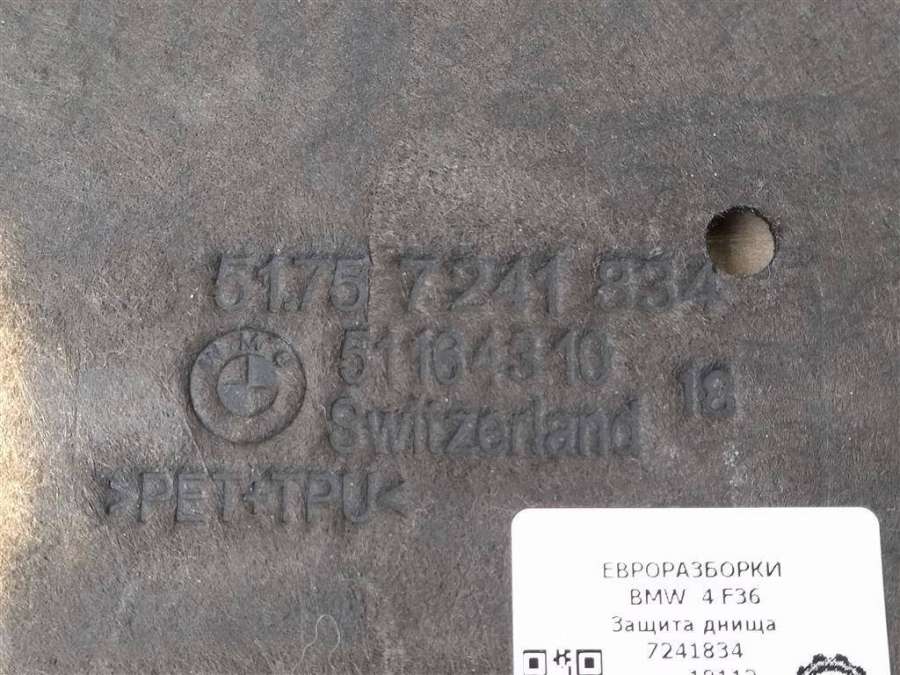 51.75 7 241 834
BMW
51164310
18
Switzerland
>PET+TPU<
ЕВРОРАЗБОРКИ
BMW 4 F36
Защита днища
7241834